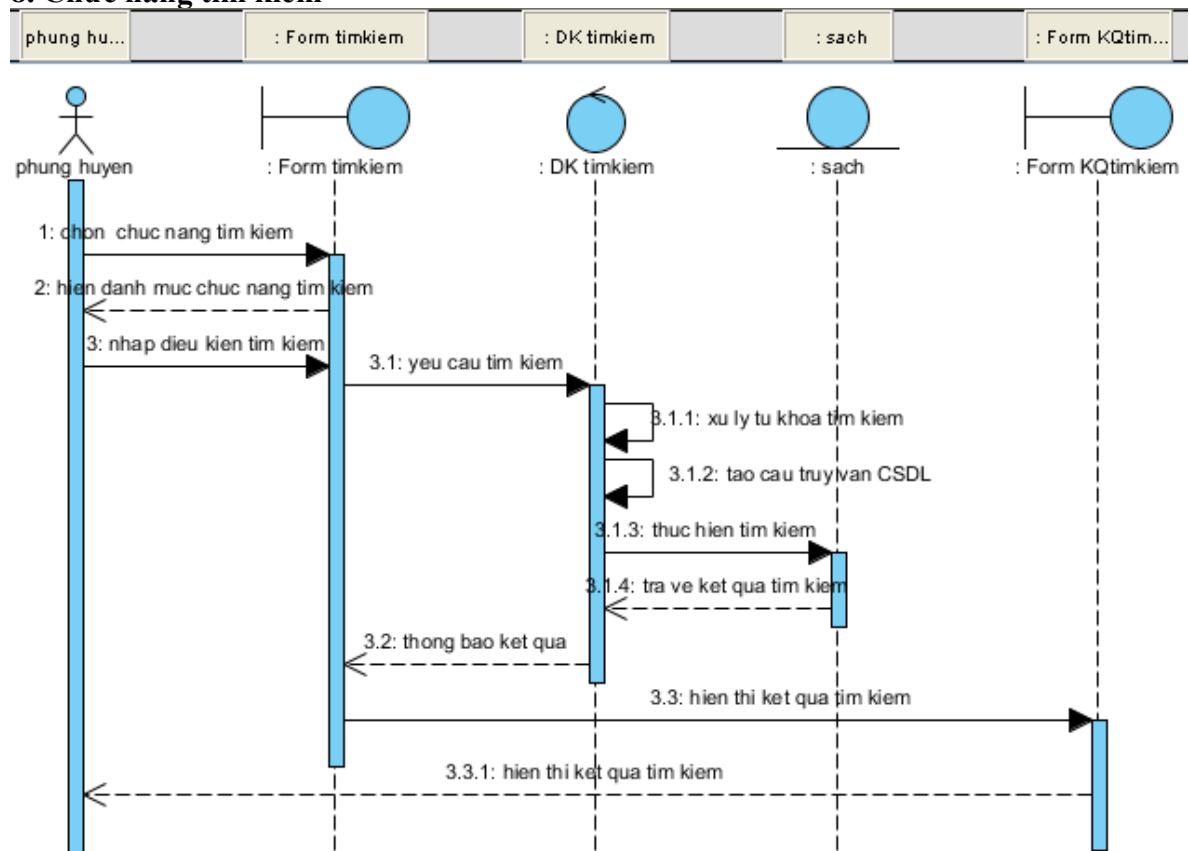 8. Chức năng tìm kiếm
phung hu...
: Form timkiem
: DK timkiem
: sach
: Form KQtim...
phung huyen
: Form timkiem
: DK timkiem
: sach
: Form KQtimkiem
1: chon chuc nang tim kiem
2: hien danh muc chuc nang tim kiem
3: nhap dieu kien tim kiem
3.1: yeu cau tim kiem
3.1.1: xu ly tu khoa tim kiem
3.1.2: tao cau truy van CSDL
3.1.3: thuc hien tim kiem
3.1.4: tra ve ket qua tim kiem
3.2: thong bao ket qua
3.3: hien thi ket qua tim kiem
3.3.1: hien thi ket qua tim kiem